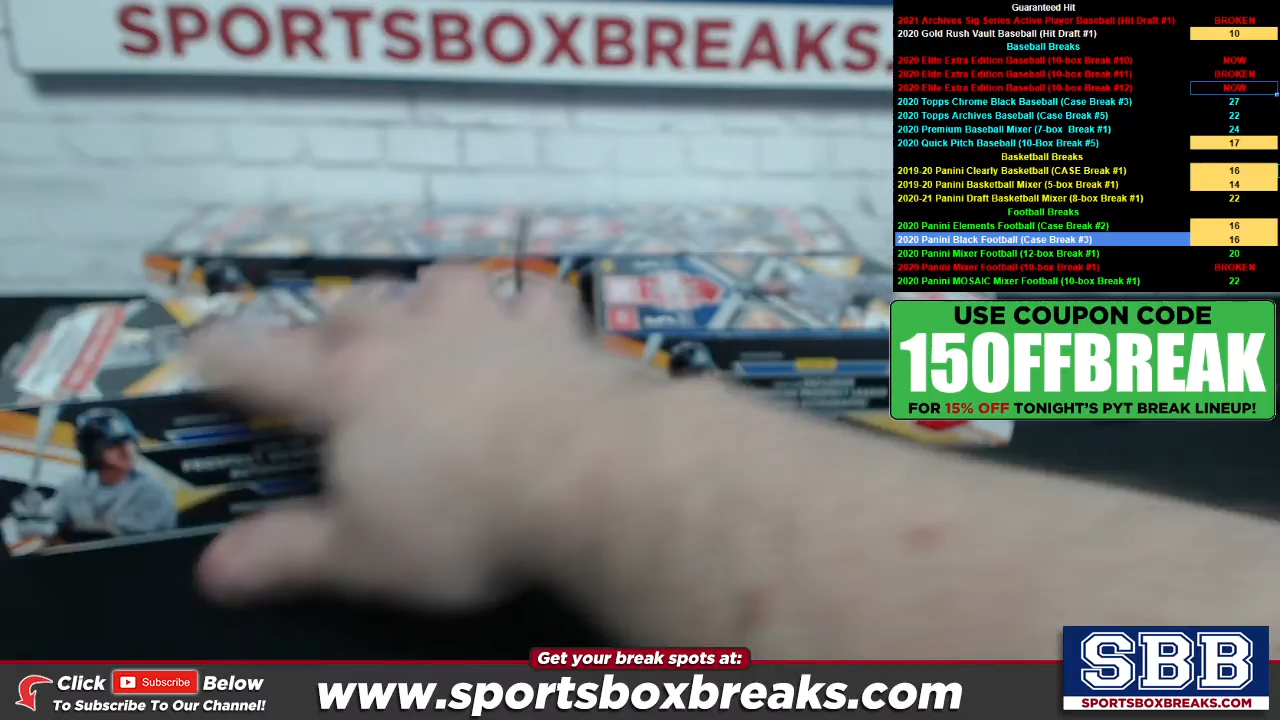 SPORTSBOXBREAKS.
Guaranteed Hit
2021 Archives Sig Series Active Player Baseball (Hit Draft #1) BROKEN
2020 Gold Rush Vault Baseball (Hit Draft #1) 10
Baseball Breaks
2020 Elite Extra Edition Baseball (10-box Break #10) NOW
2020 Elite Extra Edition Baseball (10-box Break #11) BROKEN
2020 Elite Extra Edition Baseball (10-box Break #12) NOW
2020 Topps Chrome Black Baseball (Case Break #3) 27
2020 Topps Archives Baseball (Case Break #5) 22
2020 Premium Baseball Mixer (7-box Break #1) 24
2020 Quick Pitch Baseball (10-Box Break #5) 17
Basketball Breaks
2019-20 Panini Clearly Basketball (CASE Break #1) 16
2019-20 Panini Basketball Mixer (5-box Break #1) 14
2020-21 Panini Draft Basketball Mixer (8-box Break #1) 22
Football Breaks
2020 Panini Elements Football (Case Break #2) 16
2020 Panini Black Football (Case Break #3) 16
2020 Panini Mixer Football (12-box Break #1) 20
2020 Panini Mixer Football (10-box Break #1) BROKEN
2020 Panini MOSAIC Mixer Football (10-box Break #1) 22
USE COUPON CODE
15OFFBREAK
FOR 15% OFF TONIGHT'S PYT BREAK LINEUP!
Get your break spots at:
Click Subscribe Below
To Subscribe To Our Channel!
www.sportsboxbreaks.com
SBB
SPORTSBOXBREAKS.COM